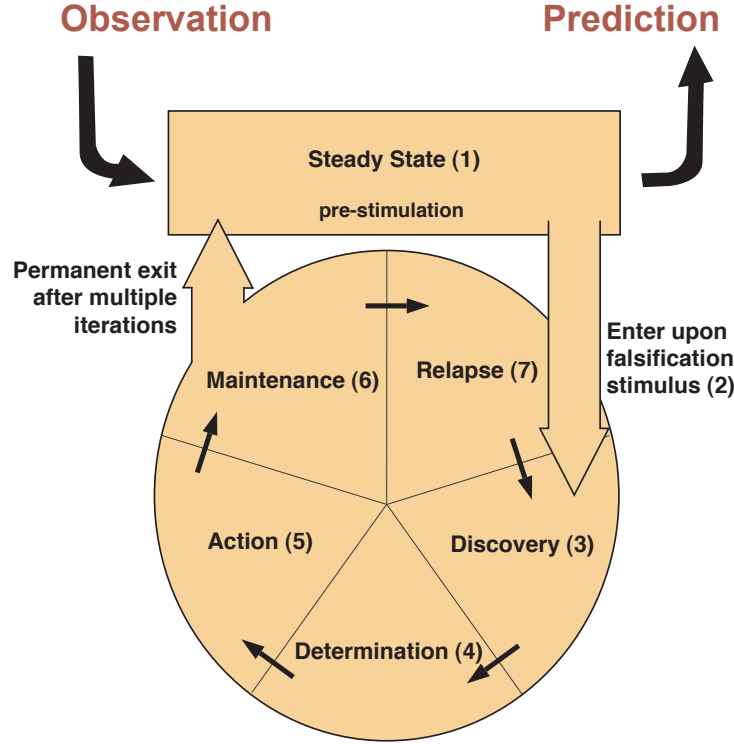 Observation
Prediction
Steady State (1)
pre-stimulation
Permanent exit
after multiple
iterations
Enter upon
falsification
stimulus (2)
Maintenance (6)
Relapse (7)
Action (5)
Discovery (3)
Determination (4)